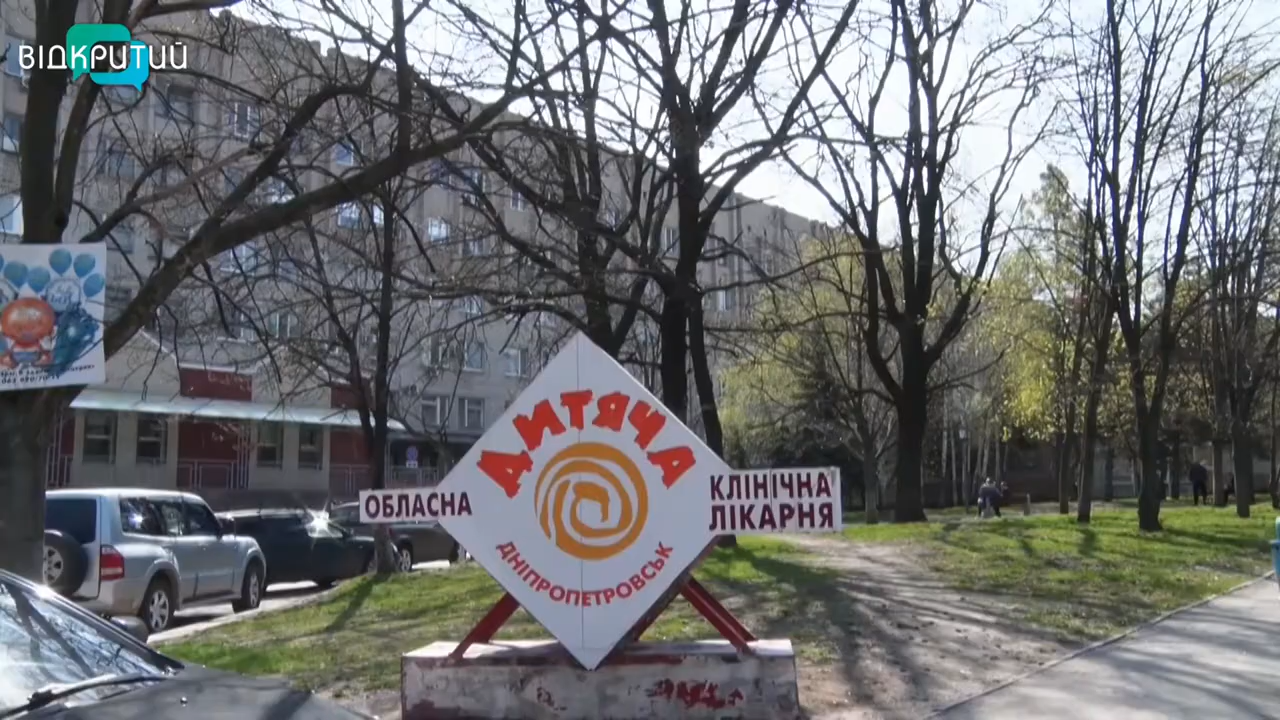 ВІДКРИТИЙ
ДИТЯЧА
ОБЛАСНА
КЛІНІЧНА
ЛІКАРНЯ
ДНІПРОПЕТРОВСЬК